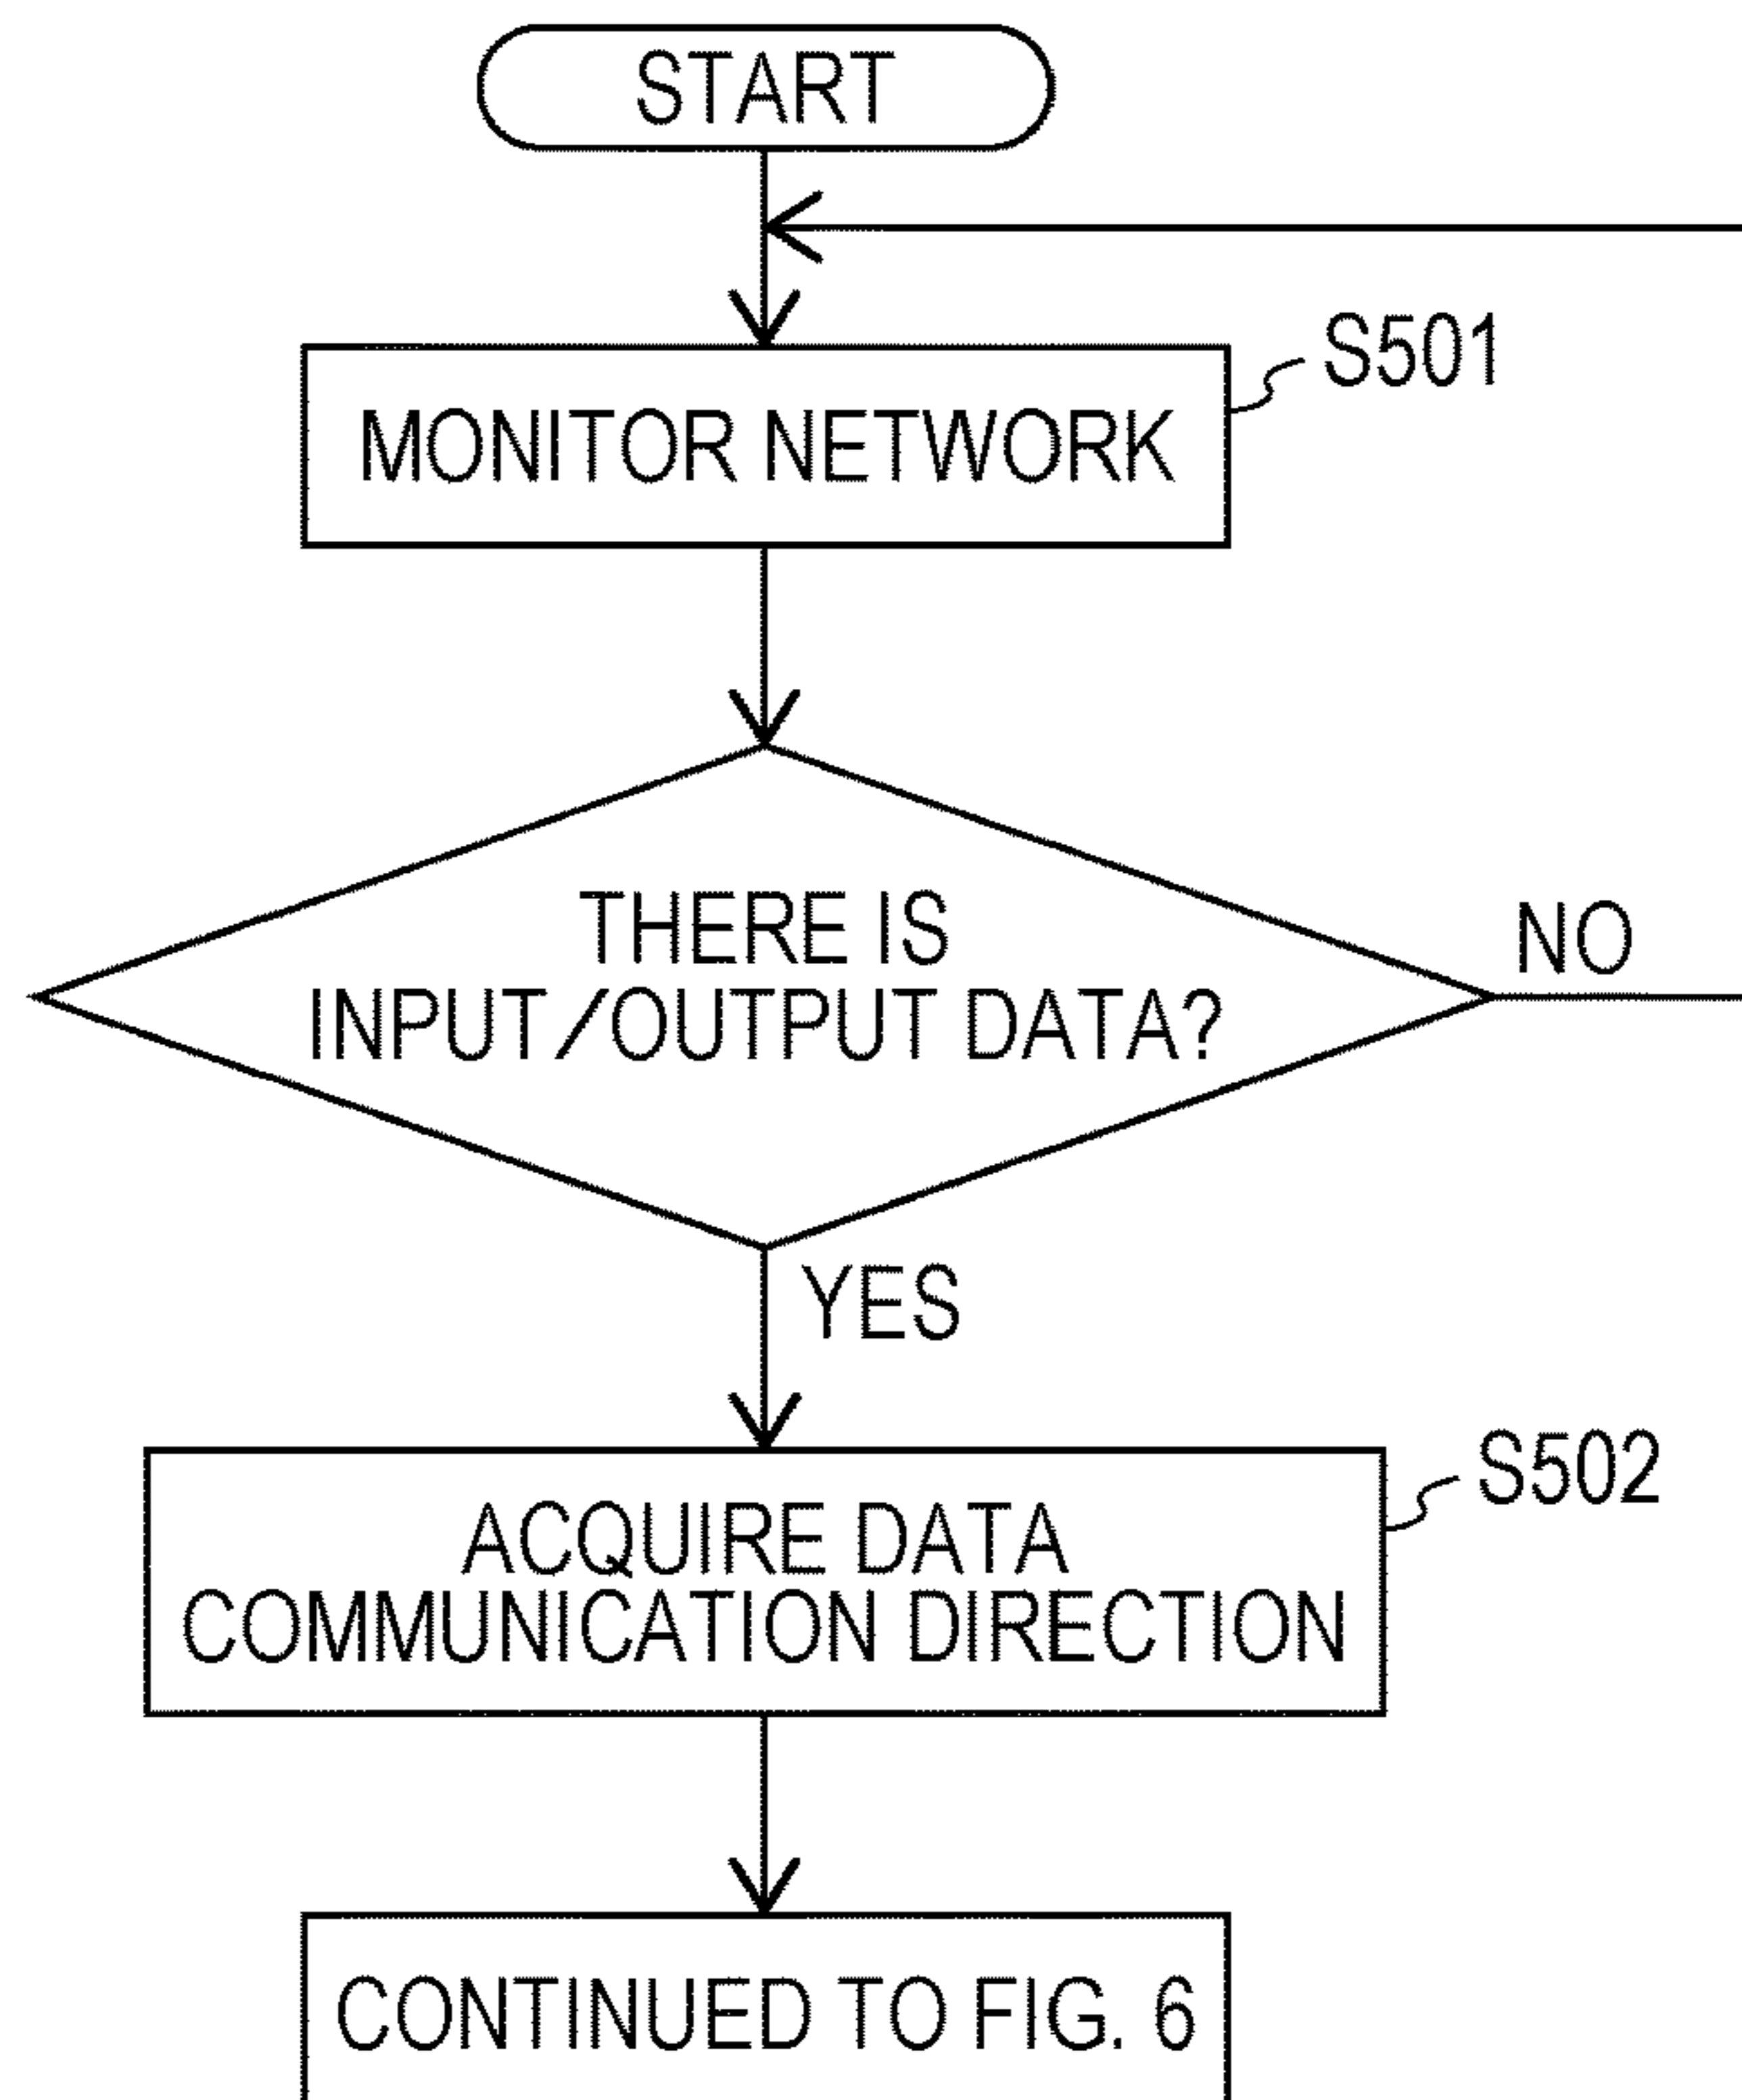 START
S501
MONITOR NETWORK
THERE IS
INPUT/OUTPUT DATA?
NO
YES
S502
ACQUIRE DATA
COMMUNICATION DIRECTION
CONTINUED TO FIG. 6